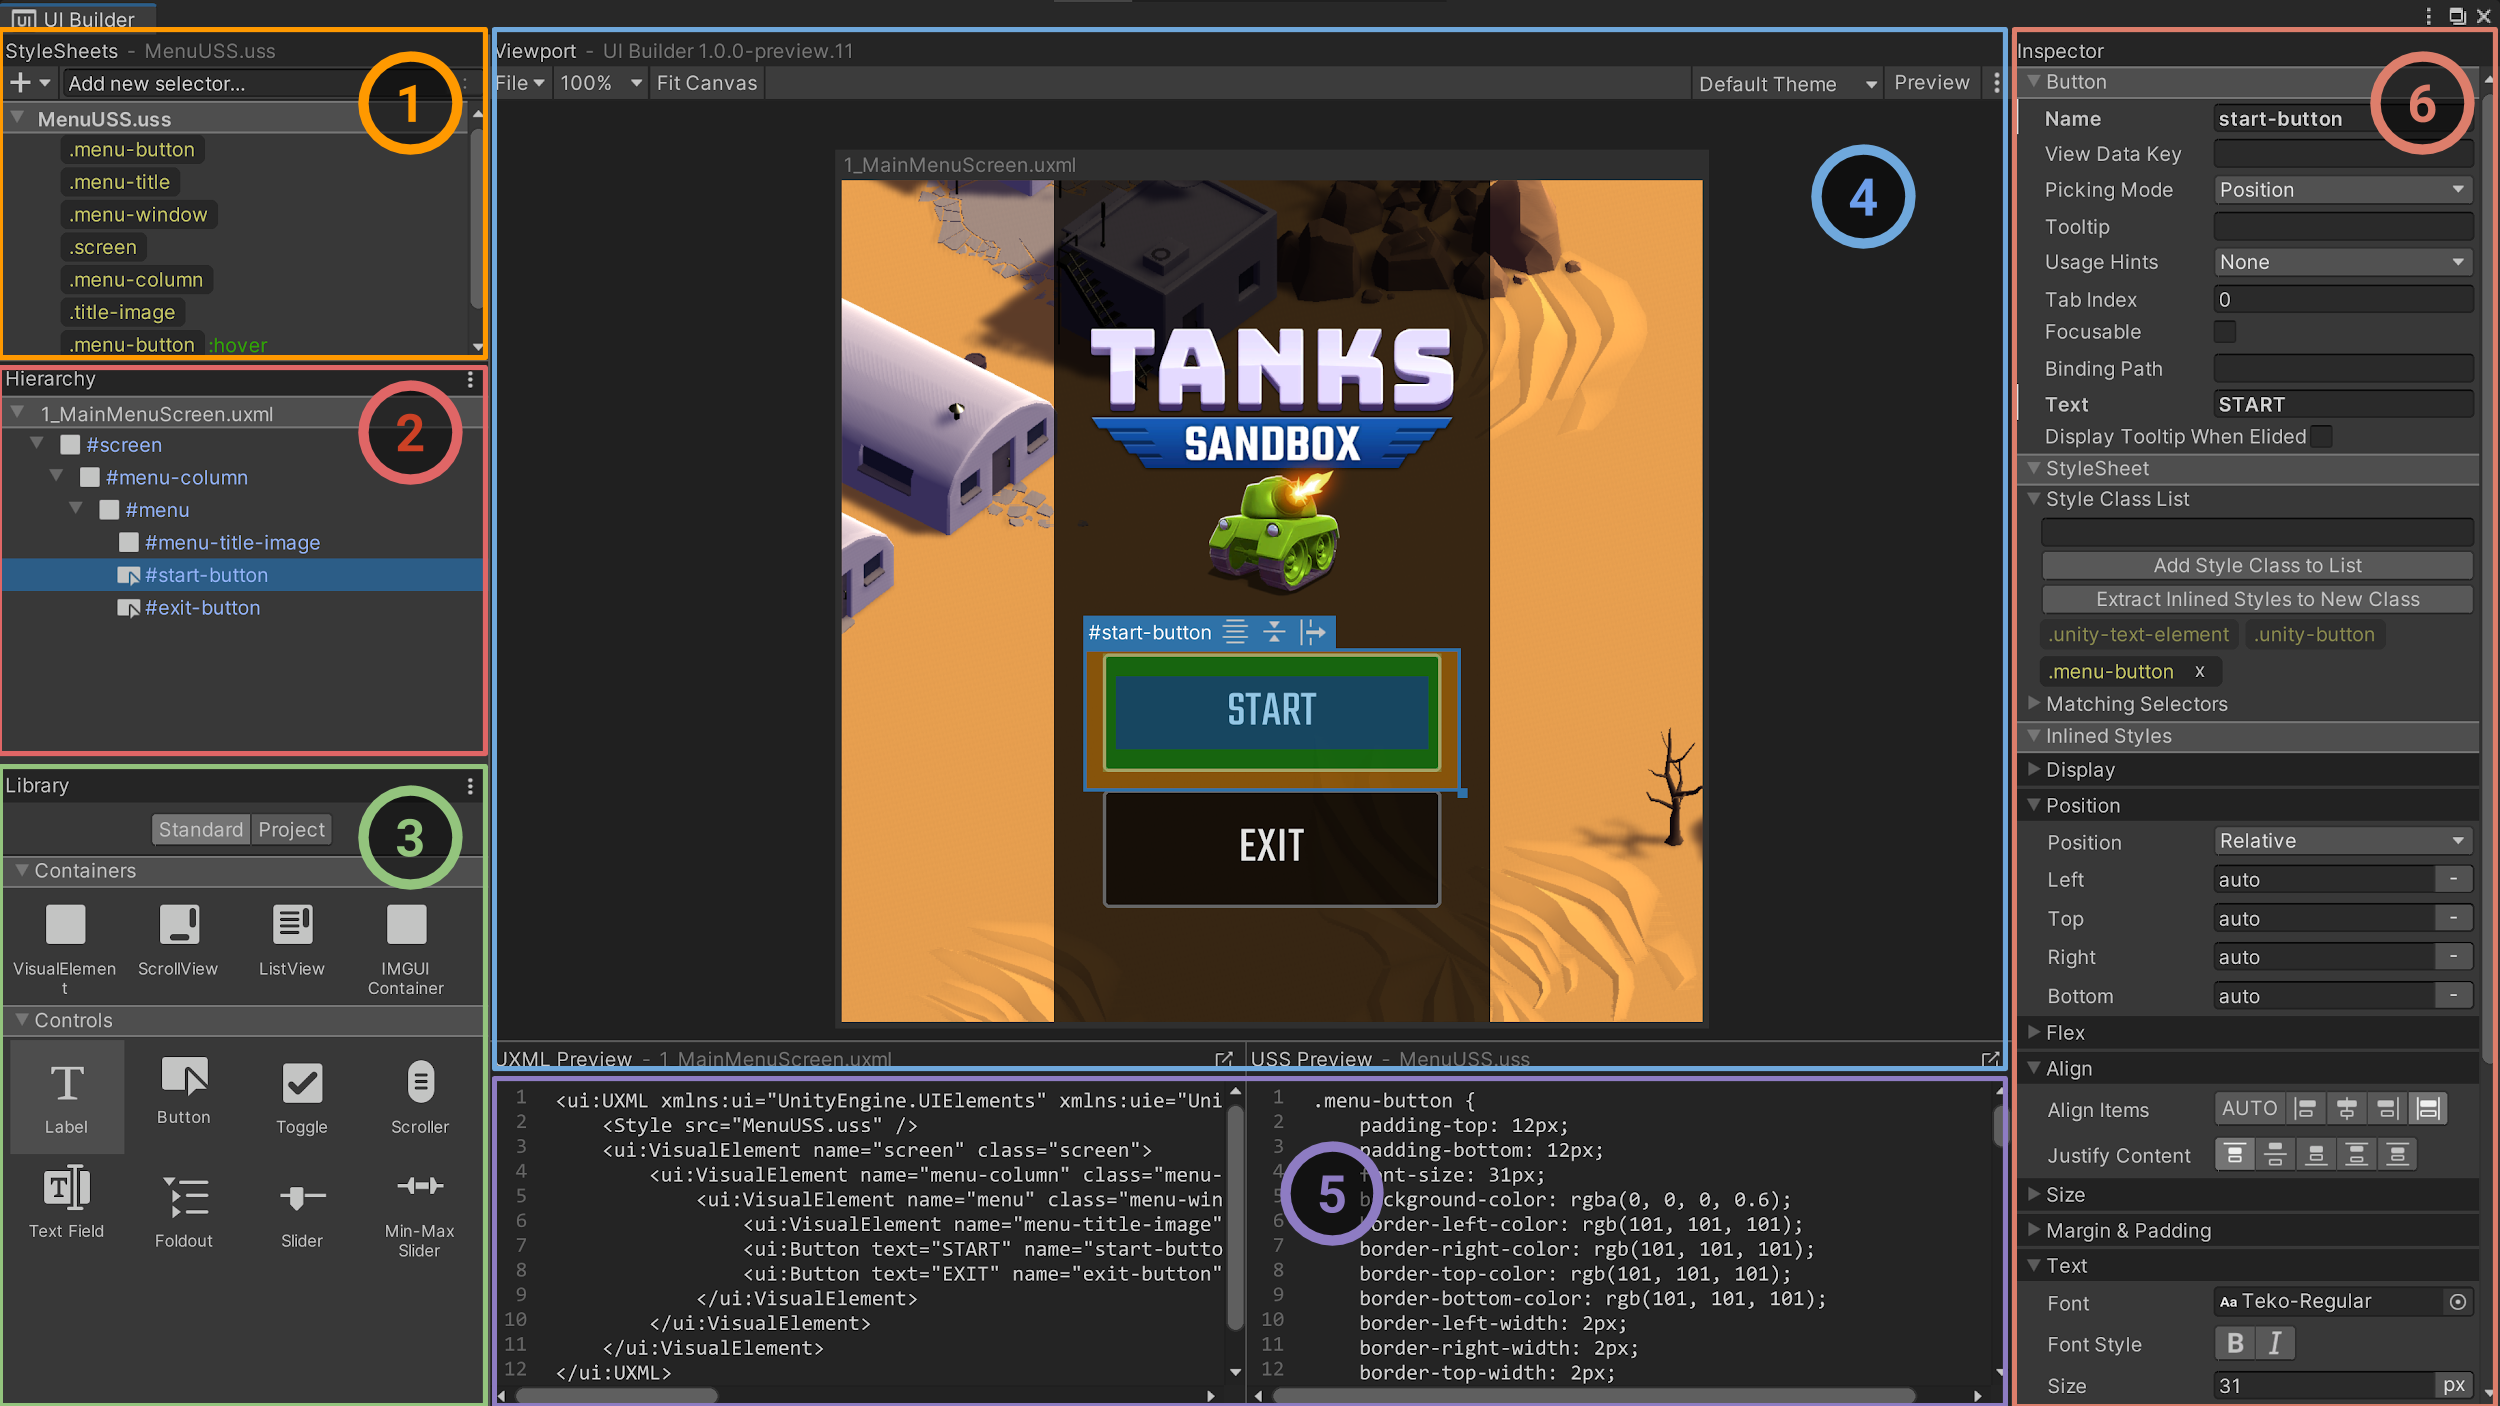 UI Builder
StyleSheets - MenuUSS.uss
Add new selector...
1
MenuUSS.uss
.menu-button
.menu-title
.menu-window
.screen
.menu-column
.title-image
.menu-button :hover
Hierarchy
2
1_MainMenuScreen.uxml
#screen
#menu-column
#menu
#menu-title-image
#start-button
#exit-button
Library
3
Standard Project
Containers
VisualElemen
t
ScrollView
ListView
IMGUI
Container
Controls
Label
Button
Toggle
Scroller
Text Field
Foldout
Slider
Min-Max
Slider
Viewport - UI Builder 1.0.0-preview.11
File 100% Fit Canvas
Default Theme Preview
4
1_MainMenuScreen.uxml
TANKS
SANDBOX
#start-button
START
EXIT
UXML Preview - 1_MainMenuScreen.uxml
1 <ui:UXML xmlns:ui="UnityEngine.UIElements" xmlns:uie="Uni
2 <Style src="MenuUSS.uss" />
3 <ui:VisualElement name="screen" class="screen">
4 <ui:VisualElement name="menu-column" class="menu-
5 <ui:VisualElement name="menu" class="menu-win
6 <ui:VisualElement name="menu-title-image"
7 <ui:Button text="START" name="start-butto
8 <ui:Button text="EXIT" name="exit-button"
9 </ui:VisualElement>
10 </ui:VisualElement>
11 </ui:VisualElement>
12 </ui:UXML>
USS Preview - MenuUSS.uss
5
1 .menu-button {
2 padding-top: 12px;
3 padding-bottom: 12px;
4 font-size: 31px;
5 background-color: rgba(0, 0, 0, 0.6);
6 border-left-color: rgb(101, 101, 101);
7 border-right-color: rgb(101, 101, 101);
8 border-top-color: rgb(101, 101, 101);
9 border-bottom-color: rgb(101, 101, 101);
10 border-left-width: 2px;
11 border-right-width: 2px;
12 border-top-width: 2px;
Inspector
6
Button
Name start-button
View Data Key
Picking Mode Position
Tooltip
Usage Hints None
Tab Index 0
Focusable
Binding Path
Text START
Display Tooltip When Elided
StyleSheet
Style Class List
Add Style Class to List
Extract Inlined Styles to New Class
.unity-text-element .unity-button
.menu-button x
Matching Selectors
Inlined Styles
Display
Position
Position Relative
Left auto -
Top auto -
Right auto -
Bottom auto -
Flex
Align
Align Items AUTO
Justify Content
Size
Margin & Padding
Text
Font Aa Teko-Regular
Font Style B I
Size 31 px